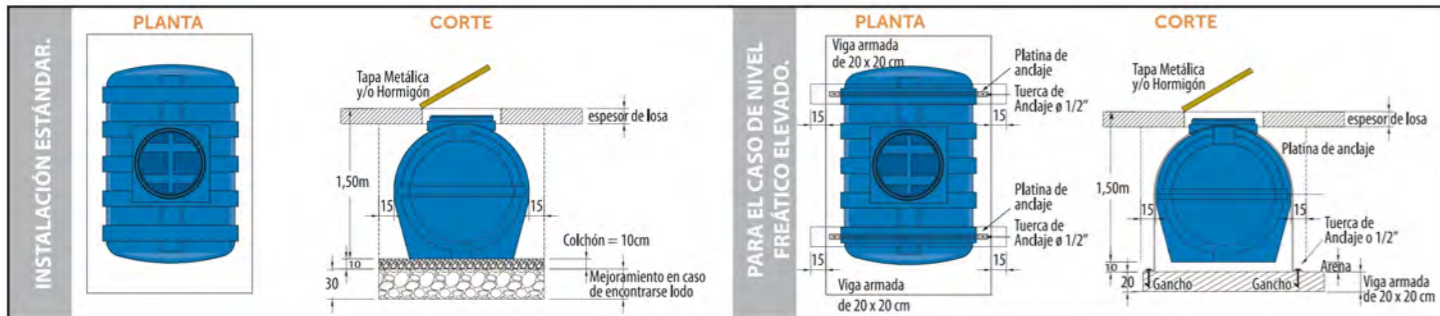 INSTALACIÓN ESTÁNDAR.
PLANTA
CORTE
Tapa Metálica
y/o Hormigón
espesor de losa
1,50m
15
15
Colchón = 10cm
10
30
Mejoramiento en caso
de encontrarse lodo
PARA EL CASO DE NIVEL
FREÁTICO ELEVADO.
PLANTA
Viga armada
de 20 x 20 cm
Platina de
anclaje
Tuerca de
Anclaje ø 1/2"
15
15
Platina de
anclaje
Tuerca de
Anclaje ø 1/2"
15
15
Viga armada
de 20 x 20 cm
CORTE
Tapa Metálica
y/o Hormigón
espesor de losa
Platina de anclaje
1,50m
15
15
Tuerca de
Anclaje o 1/2"
10
Arena
20
Gancho
Gancho
Viga armada
de 20 x 20 cm